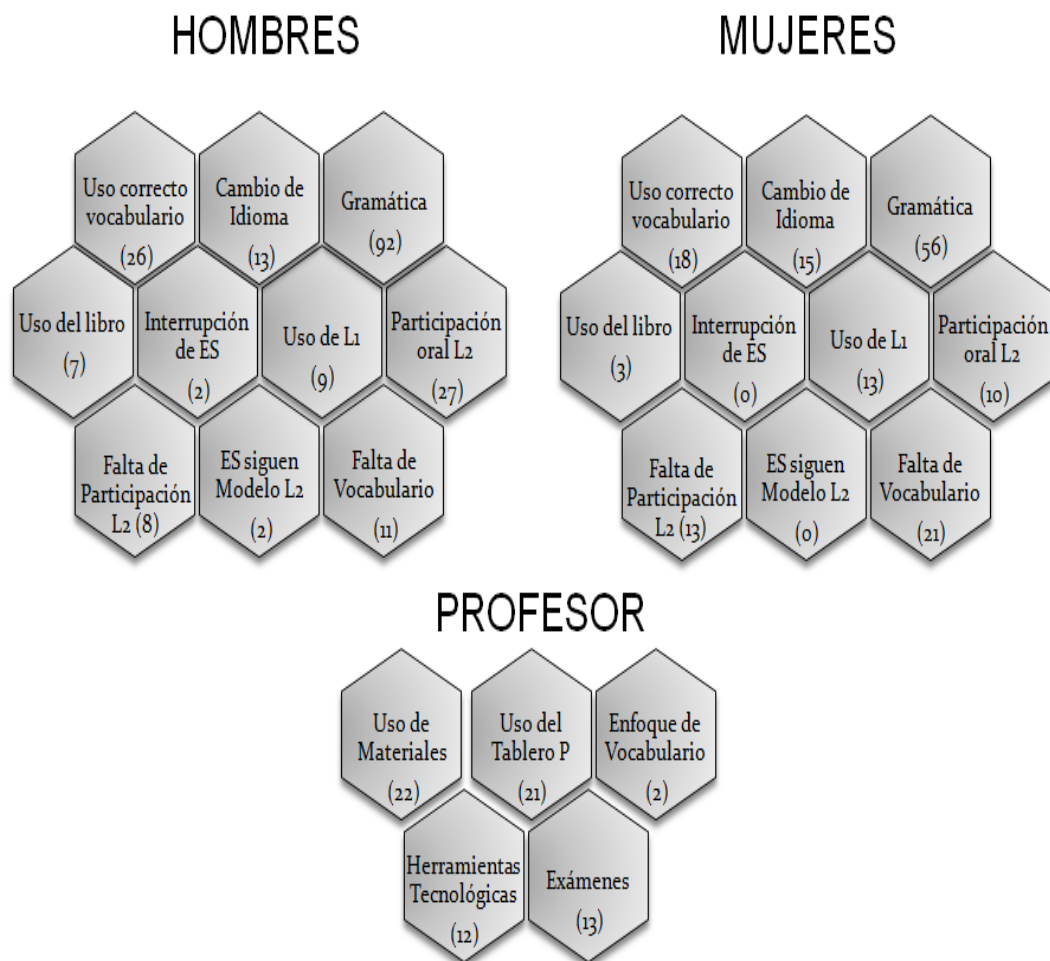 HOMBRES
Uso correcto
vocabulario
(26)
Cambio de
Idioma
(13)
Gramática
(92)
Uso del libro
(7)
Interrupción
de ES
(2)
Uso de L1
(9)
Participación
oral L2
(27)
Falta de
Participación
L2 (8)
ES siguen
Modelo L2
(2)
Falta de
Vocabulario
(11)
MUJERES
Uso correcto
vocabulario
(18)
Cambio de
Idioma
(15)
Gramática
(56)
Uso del libro
(3)
Interrupción
de ES
(0)
Uso de L1
(13)
Participación
oral L2
(10)
Falta de
Participación
L2 (13)
ES siguen
Modelo L2
(0)
Falta de
Vocabulario
(21)
PROFESOR
Uso de
Materiales
(22)
Uso del
Tablero P
(21)
Enfoque de
Vocabulario
(2)
Herramientas
Tecnológicas
(12)
Exámenes
(13)